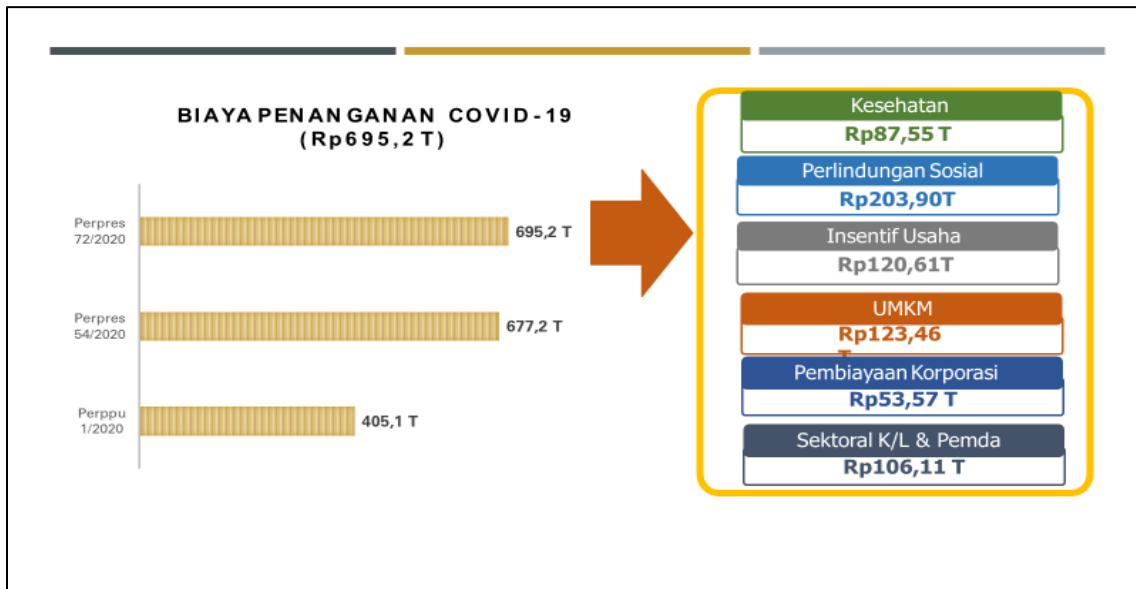 BIAYA PENANGANAN COVID-19
(Rp695,2 T)
Perpres
72/2020
695,2 T
Perpres
54/2020
677,2 T
Perppu
1/2020
405,1 T
Kesehatan
Rp87,55 T
Perlindungan Sosial
Rp203,90T
Insentif Usaha
Rp120,61T
UMKM
Rp123,46
T
Pembiayaan Korporasi
Rp53,57 T
Sektoral K/L & Pemda
Rp106,11 T